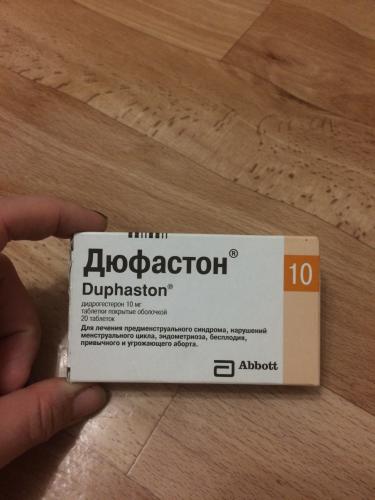 Дюфастон®
10
Duphaston®
дидрогестерон 10 мг
таблетки покрытые оболочкой
20 таблеток
Для лечения предменструального синдрома, нарушений
менструального цикла, эндометриоза, бесплодия,
привычного и угрожающего аборта.
Abbott